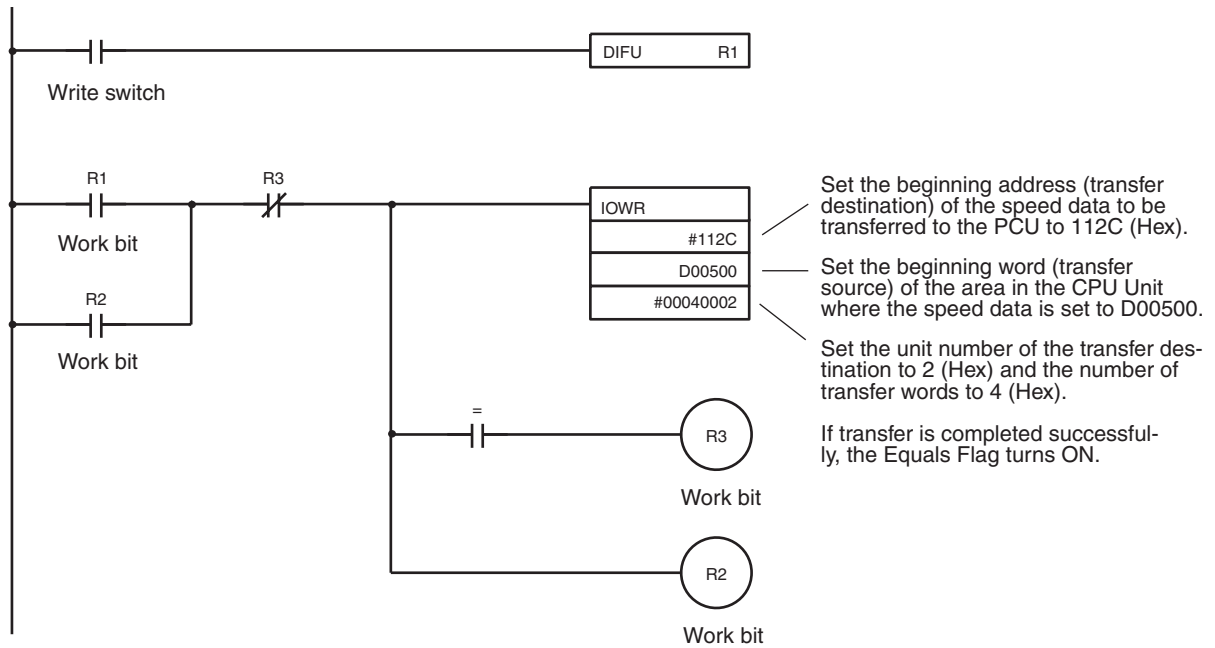 DIFU R1
Write switch
R1
R3
Work bit
R2
Work bit
IOWR
#112C
D00500
#00040002
Set the beginning address (transfer
destination) of the speed data to be
transferred to the PCU to 112C (Hex).
Set the beginning word (transfer
source) of the area in the CPU Unit
where the speed data is set to D00500.
Set the unit number of the transfer des-
tination to 2 (Hex) and the number of
transfer words to 4 (Hex).
If transfer is completed successful-
ly, the Equals Flag turns ON.
=
R3
Work bit
R2
Work bit